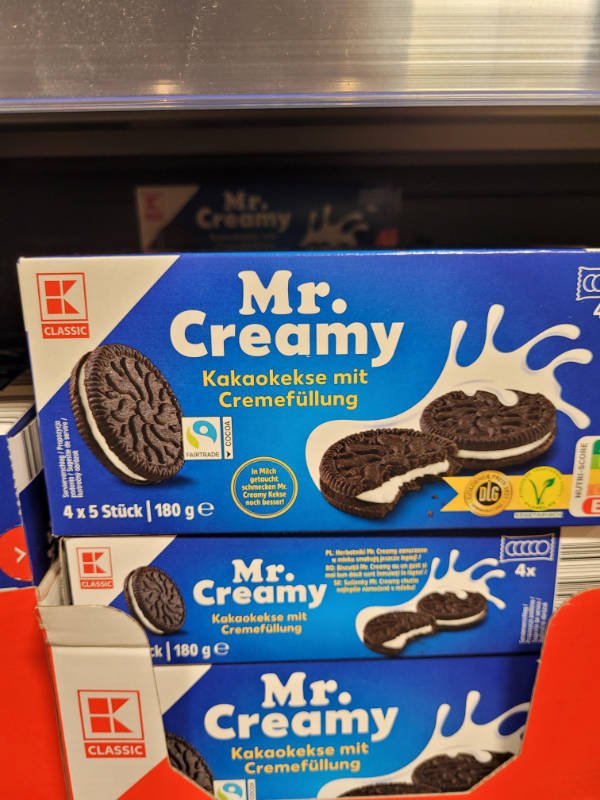 Mr.
Creamy
K
CLASSIC
Mr.
Creamy
Kakaokekse mit
Cremefüllung
FAIRTRADE
COCOA
In Milch
getaucht
schmecken Mr.
Creamy Kekse
noch besser!
DLG
V
NUTRI-SCORE
E
4 x 5 Stück | 180 g e
K
CLASSIC
Mr.
Creamy
Kakaokekse mit
Cremefüllung
4x
180 g e
K
CLASSIC
Mr.
Creamy
Kakaokekse mit
Cremefüllung